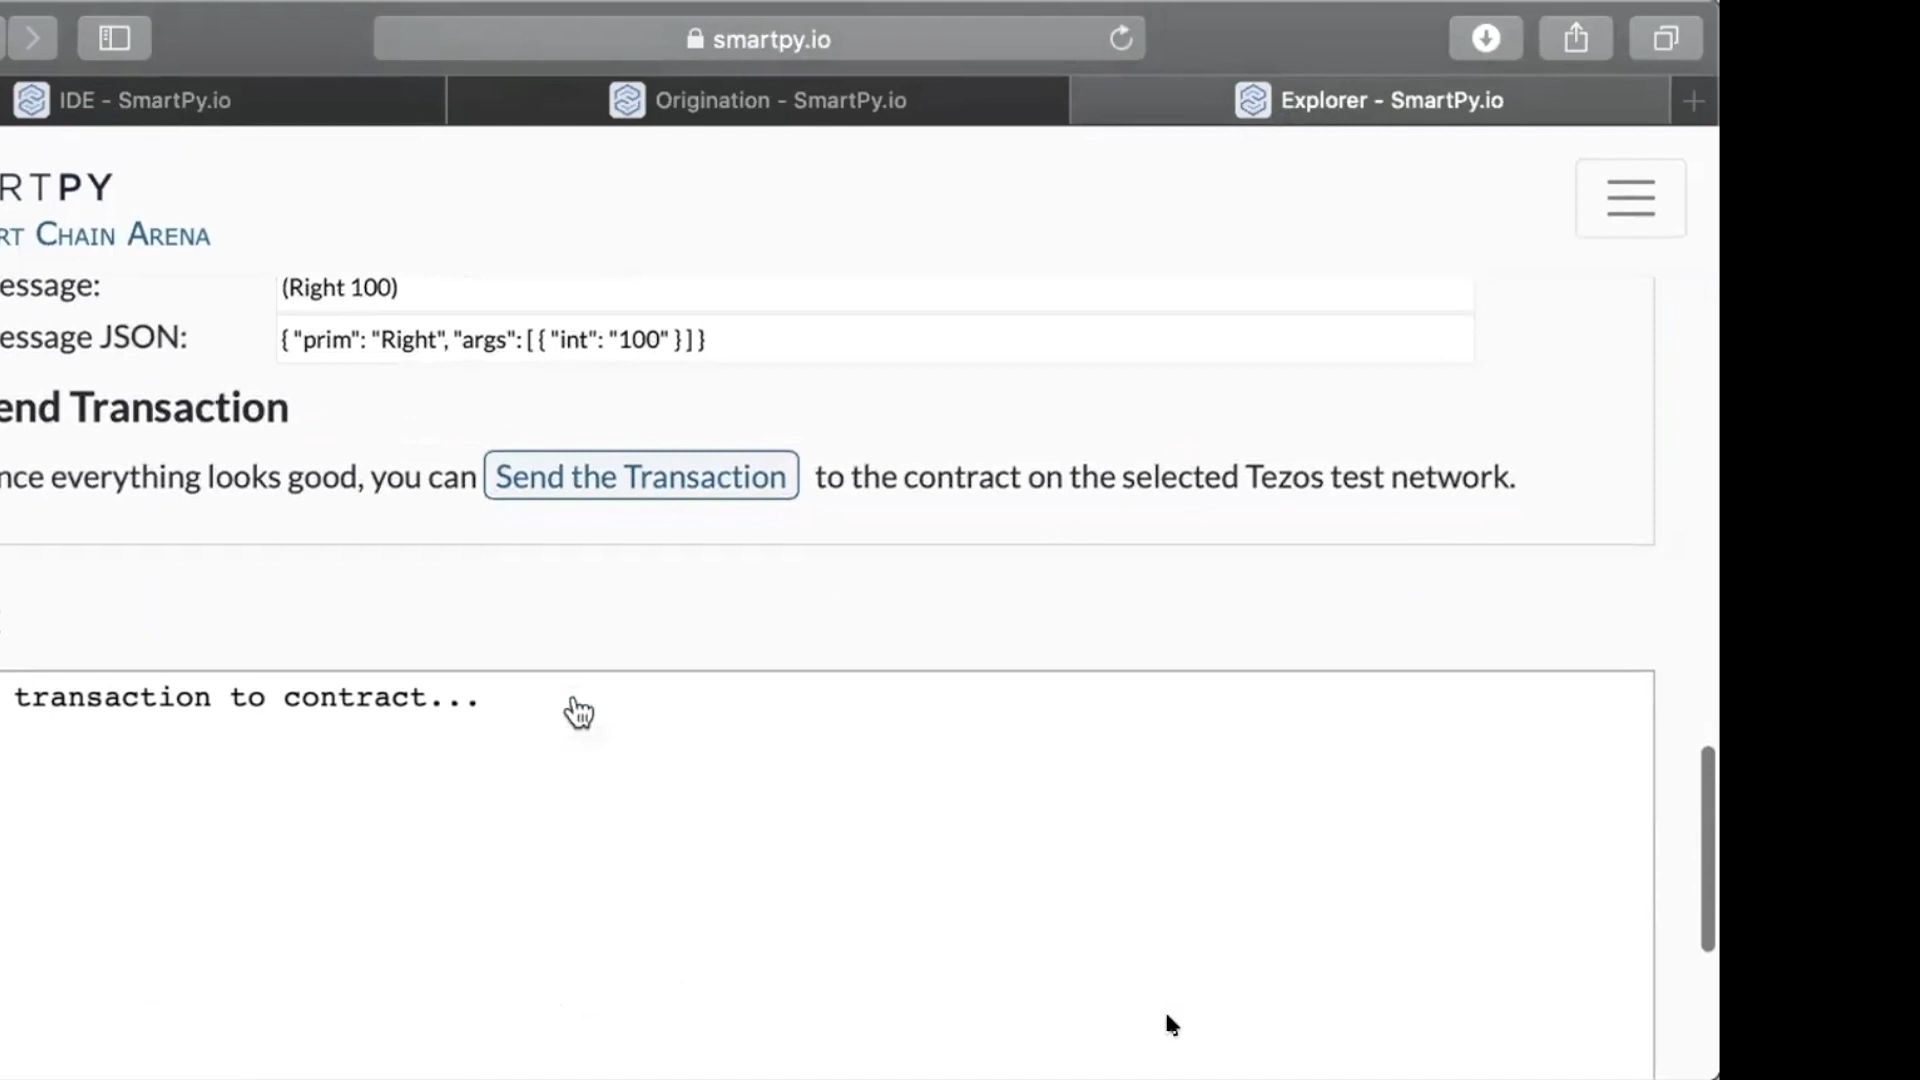 smartpy.io
IDE - SmartPy.io
Origination - SmartPy.io
Explorer - SmartPy.io
RTPY
RT CHAIN ARENA
essage:
(Right 100)
essage JSON:
{ "prim": "Right", "args": [ { "int": "100" } ] }
end Transaction
nce everything looks good, you can Send the Transaction to the contract on the selected Tezos test network.
transaction to contract...